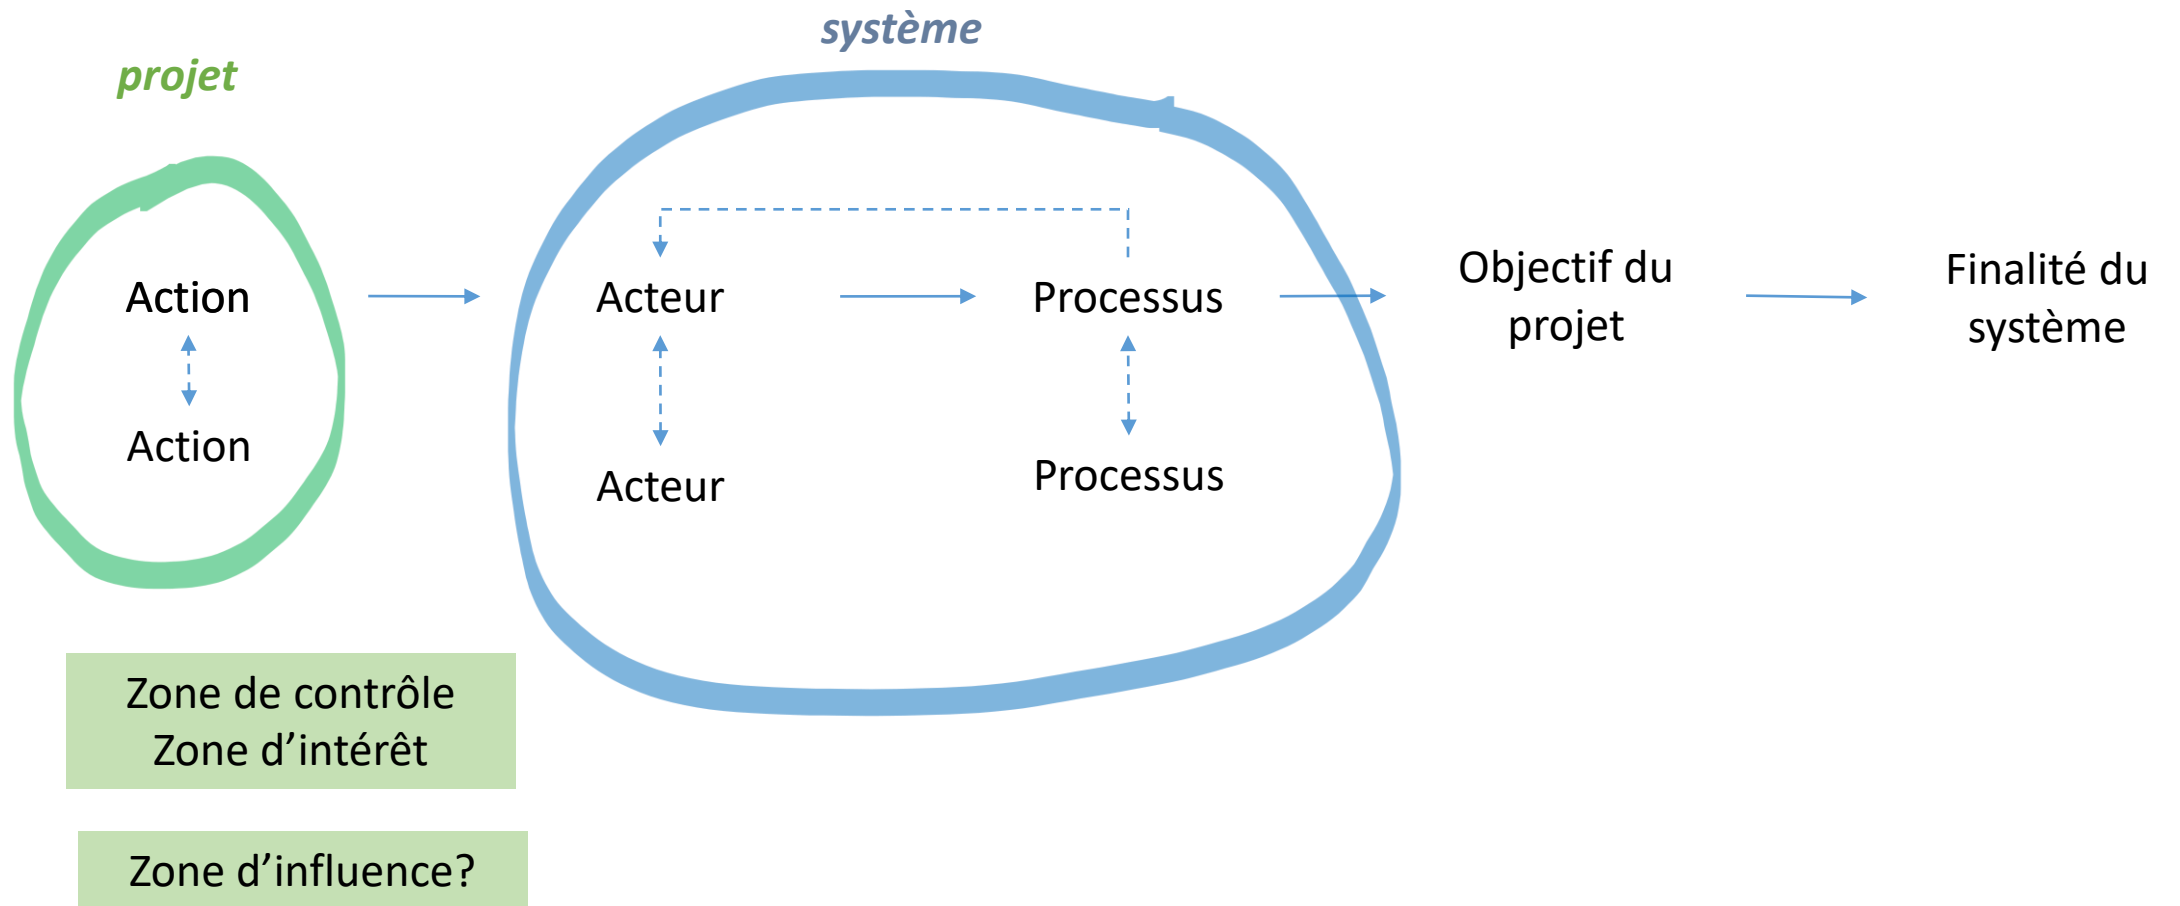 système
projet
Action
Acteur
Processus
Objectif du
projet
Finalité du
système
Action
Acteur
Processus
Zone de contrôle
Zone d’intérêt
Zone d’influence?